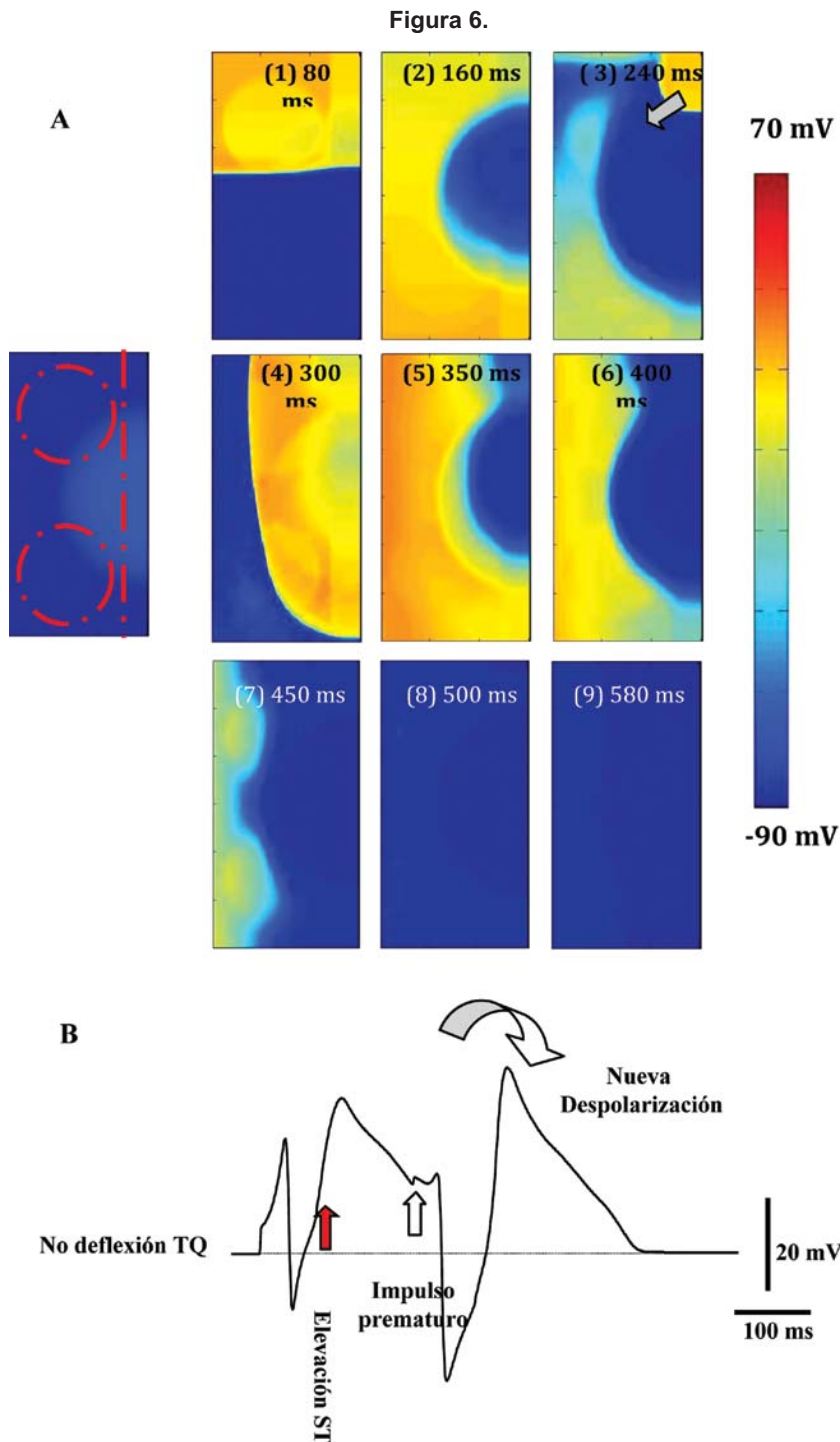 Figura 6.
A
(1) 80
ms
(2) 160 ms
(3) 240 ms
70 mV
(4) 300
ms
(5) 350 ms
(6) 400
ms
(7) 450 ms
(8) 500 ms
(9) 580 ms
-90 mV
B
Nueva
Despolarización
No deflexión TQ
20 mV
Impulso
prematuro
Elevación ST
100 ms